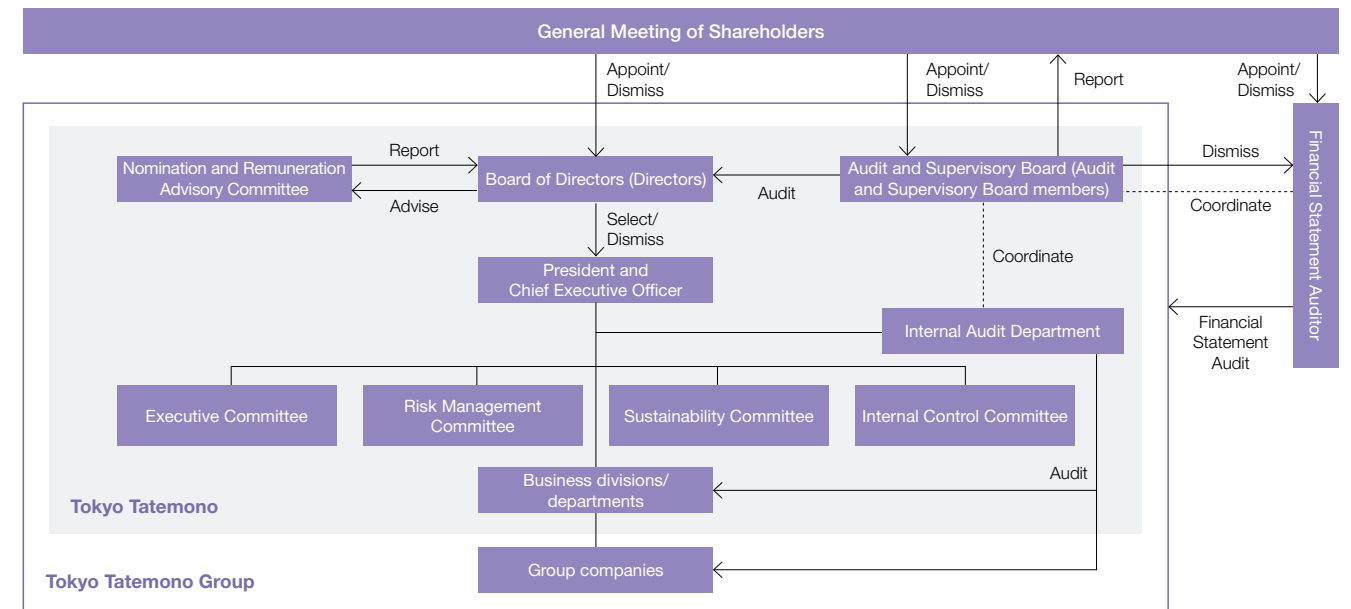 General Meeting of Shareholders
Appoint/
Dismiss
Appoint/
Dismiss
Report
Appoint/
Dismiss
Nomination and Remuneration
Advisory Committee
Report
Advise
Board of Directors (Directors)
Audit
Audit and Supervisory Board (Audit
and Supervisory Board members)
Dismiss
Coordinate
Financial Statement Auditor
Select/
Dismiss
Coordinate
President and
Chief Executive Officer
Internal Audit Department
Financial
Statement
Audit
Executive Committee
Risk Management
Committee
Sustainability Committee
Internal Control Committee
Business divisions/
departments
Audit
Tokyo Tatemono
Group companies
Tokyo Tatemono Group